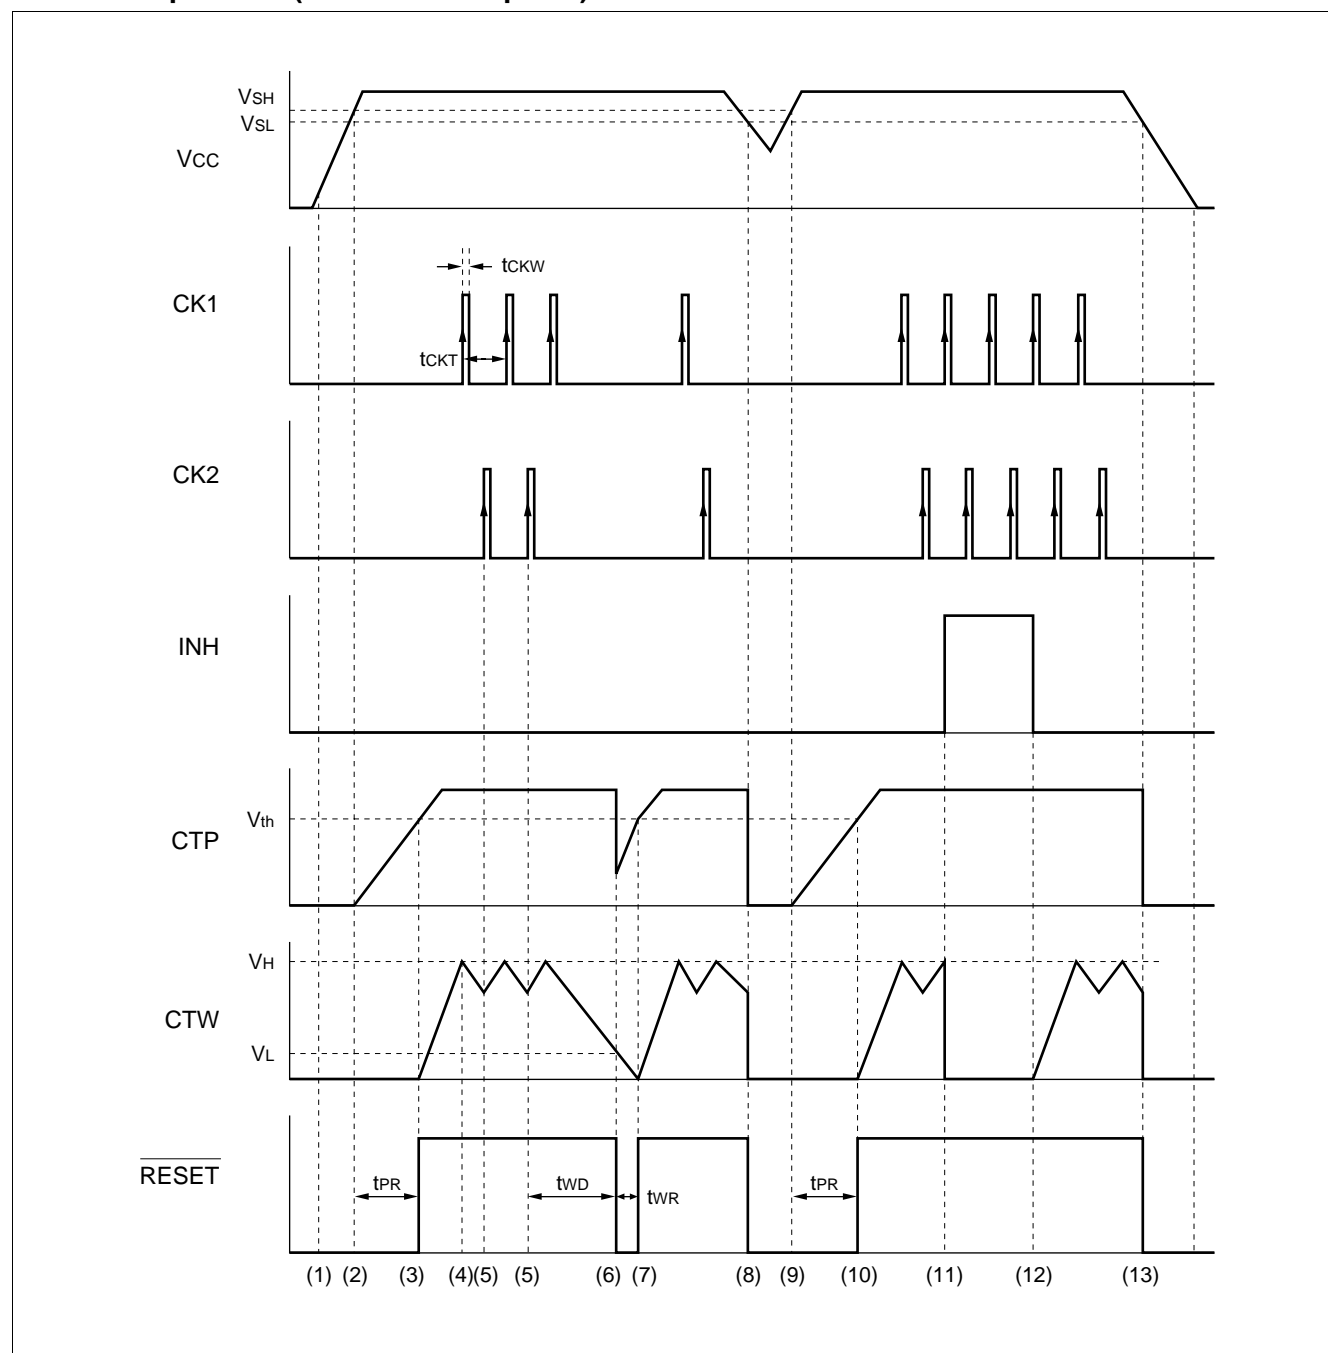 VSH
VSL
VCC
tCKW
CK1
tCKT
CK2
INH
Vth
CTP
VH
CTW
VL
RESET
tPR
tWD
tWR
tPR
(1) (2) (3) (4)(5) (5) (6) (7) (8) (9) (10) (11) (12) (13)